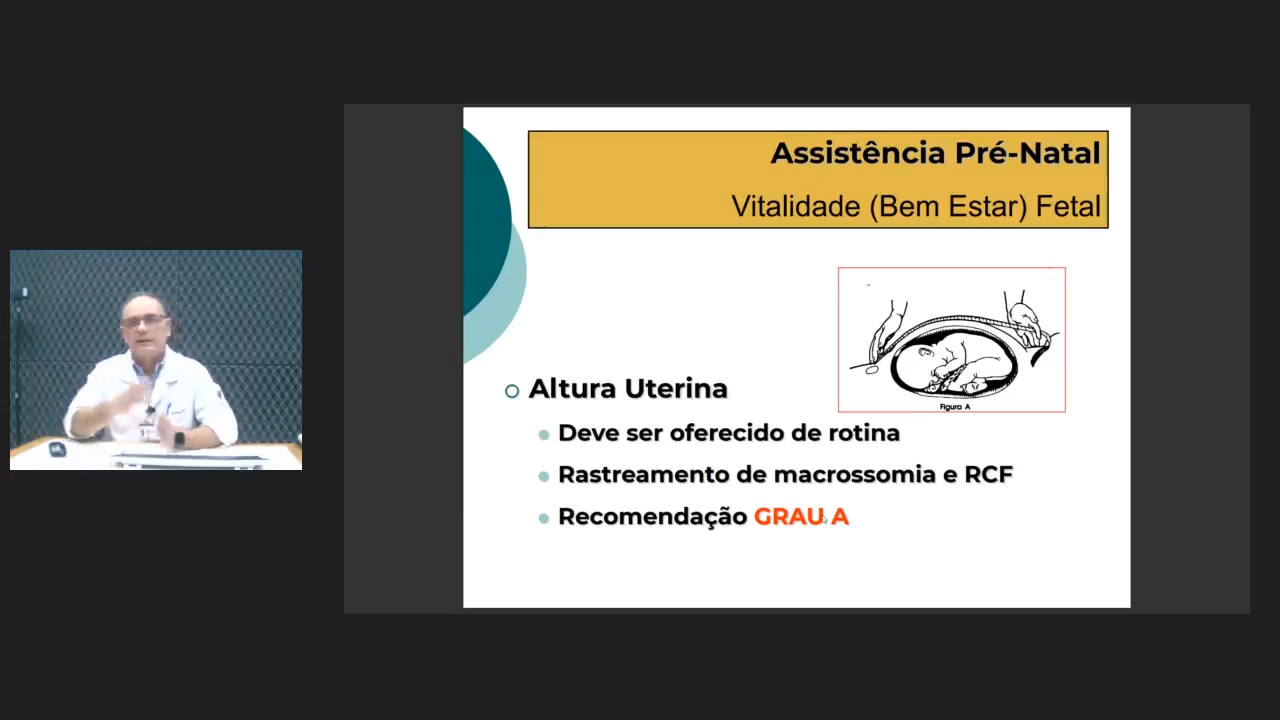 Assistência Pré-Natal
Vitalidade (Bem Estar) Fetal
Figura A
Altura Uterina
Deve ser oferecido de rotina
Rastreamento de macrossomia e RCF
Recomendação GRAU A